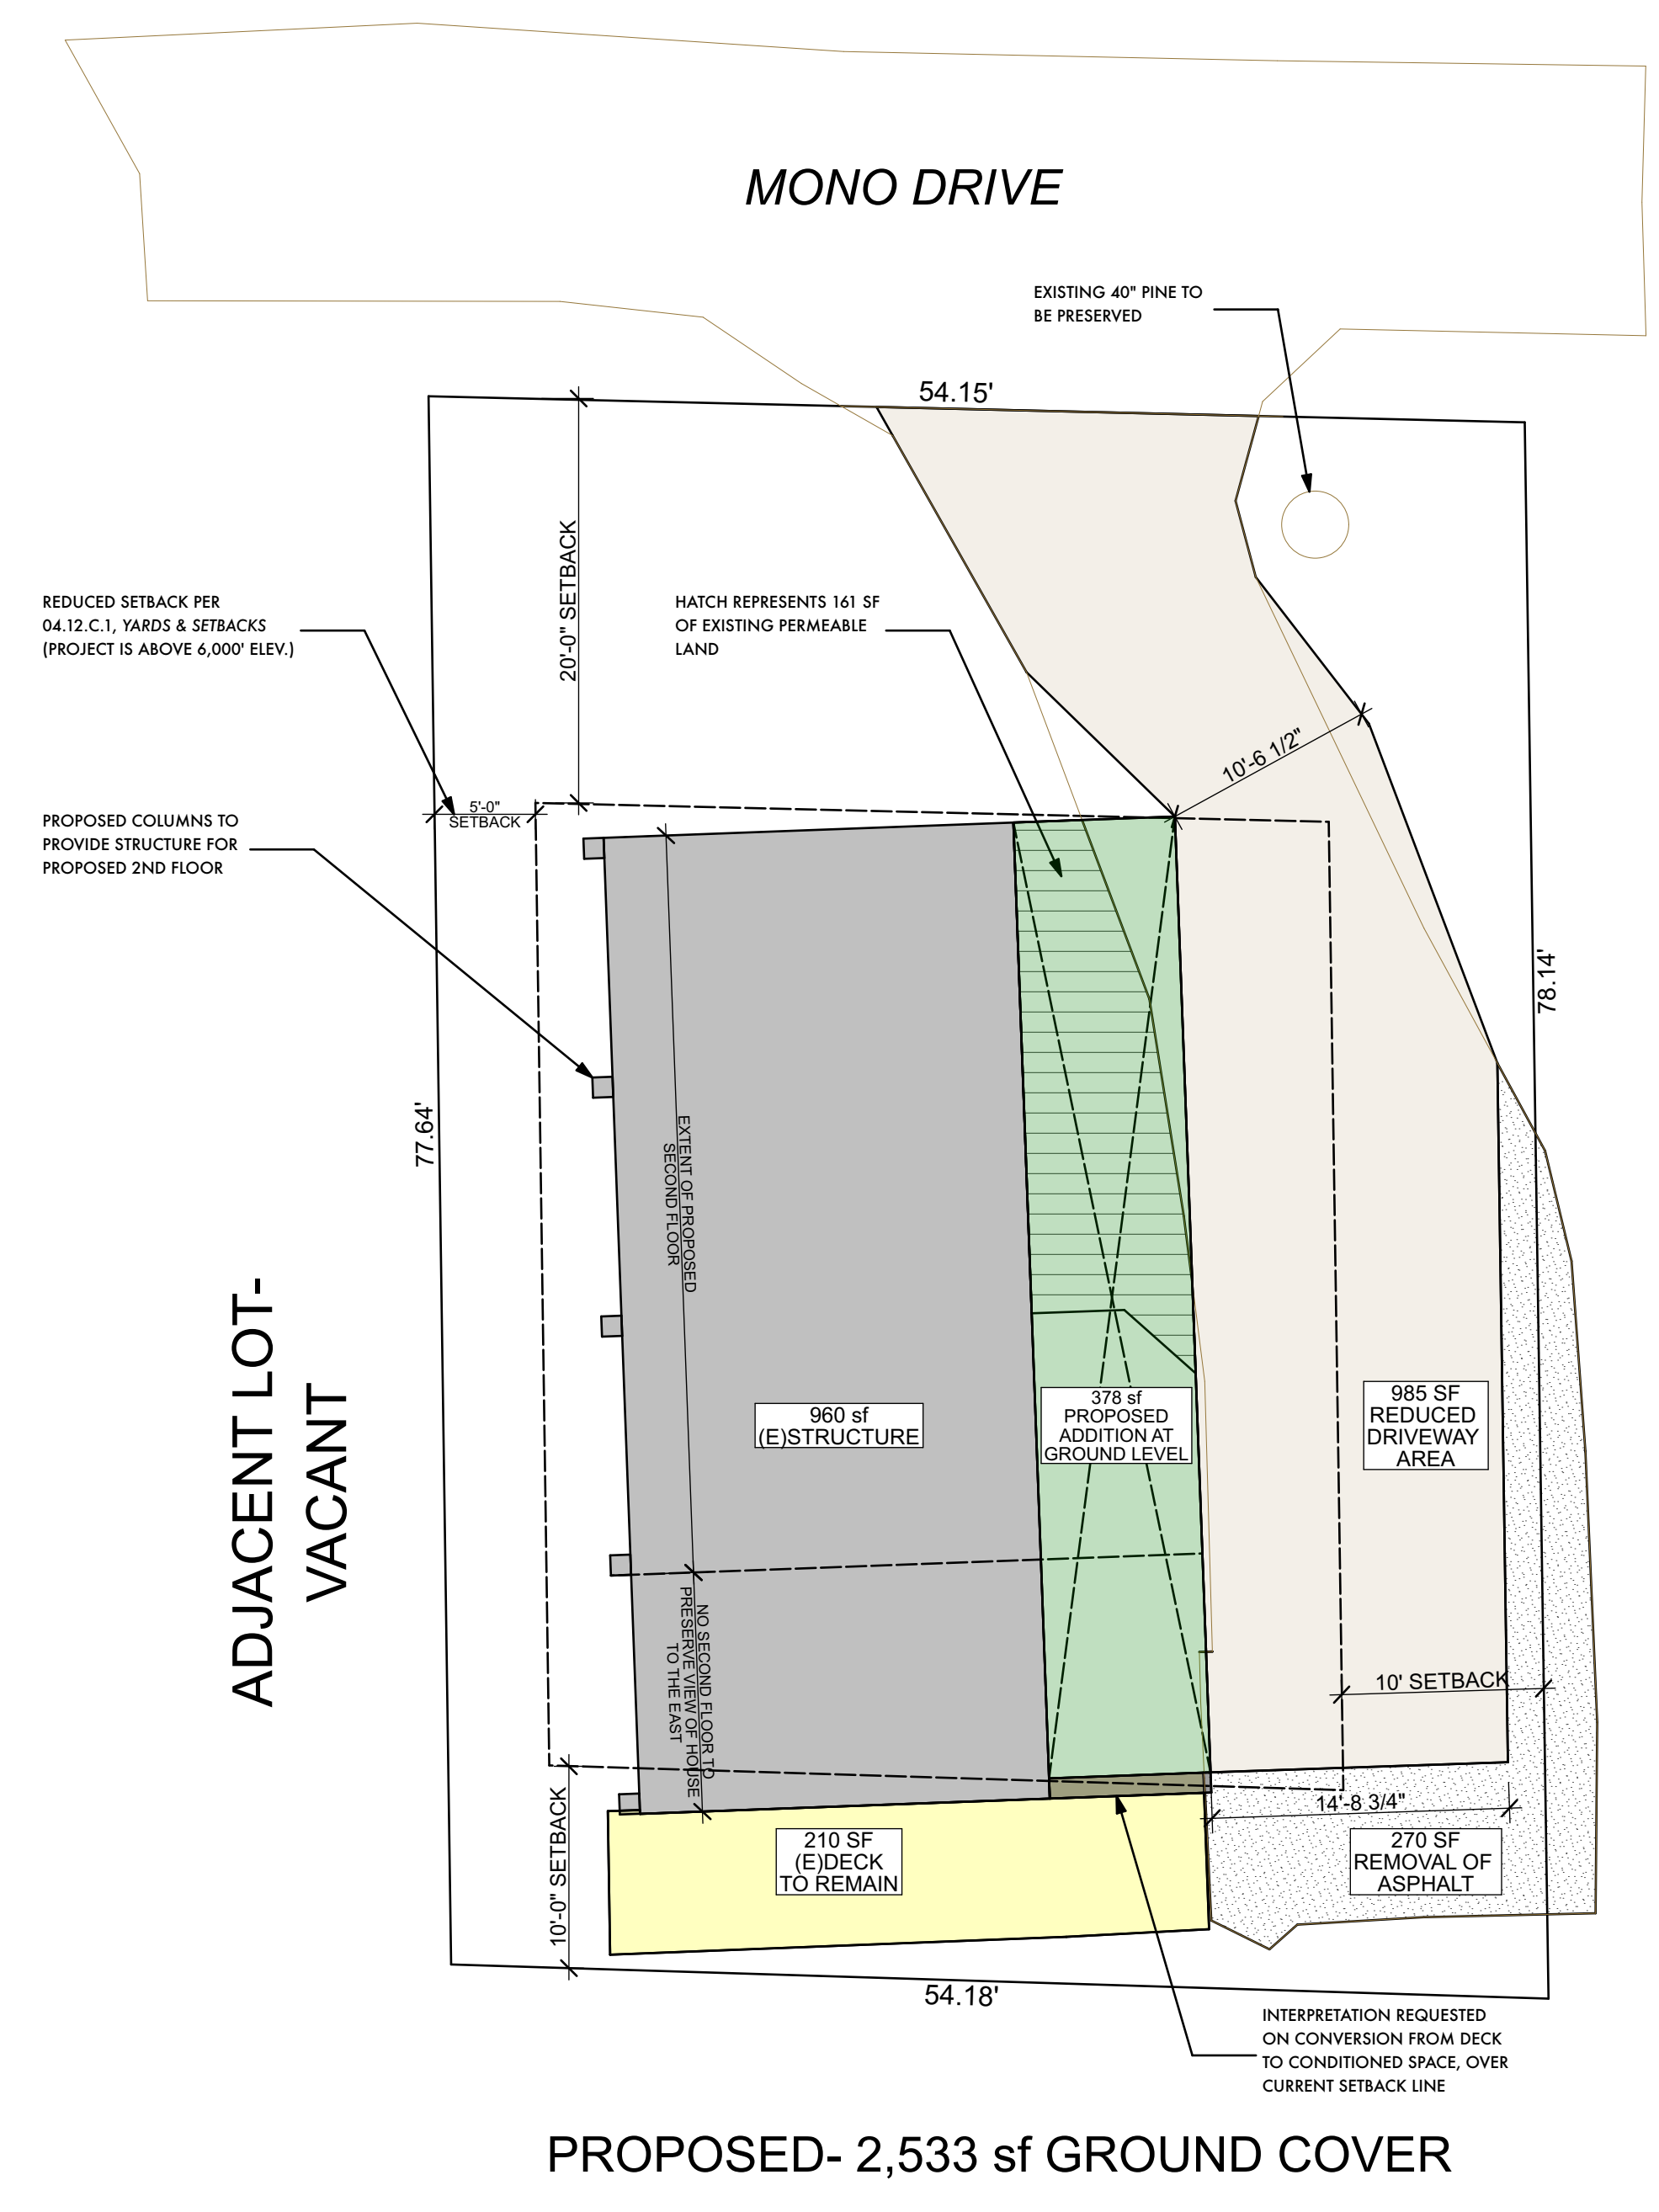 MONO DRIVE
EXISTING 40" PINE TO
BE PRESERVED
54.15'
20'-0" SETBACK
REDUCED SETBACK PER
04.12.C.1, YARDS & SETBACKS
(PROJECT IS ABOVE 6,000' ELEV.)
HATCH REPRESENTS 161 SF
OF EXISTING PERMEABLE
LAND
10'-6 1/2"
5'-0"
SETBACK
PROPOSED COLUMNS TO
PROVIDE STRUCTURE FOR
PROPOSED 2ND FLOOR
78.14'
77.64'
EXTENT OF PROPOSED
SECOND FLOOR
ADJACENT LOT-
VACANT
960 sf
(E)STRUCTURE
378 sf
PROPOSED
ADDITION AT
GROUND LEVEL
985 SF
REDUCED
DRIVEWAY
AREA
NO SECOND FLOOR TO
PRESERVE VIEW OF HOUSE
TO THE EAST
10' SETBACK
10'-0" SETBACK
14'-8 3/4"
210 SF
(E)DECK
TO REMAIN
270 SF
REMOVAL OF
ASPHALT
54.18'
INTERPRETATION REQUESTED
ON CONVERSION FROM DECK
TO CONDITIONED SPACE, OVER
CURRENT SETBACK LINE
PROPOSED- 2,533 sf GROUND COVER